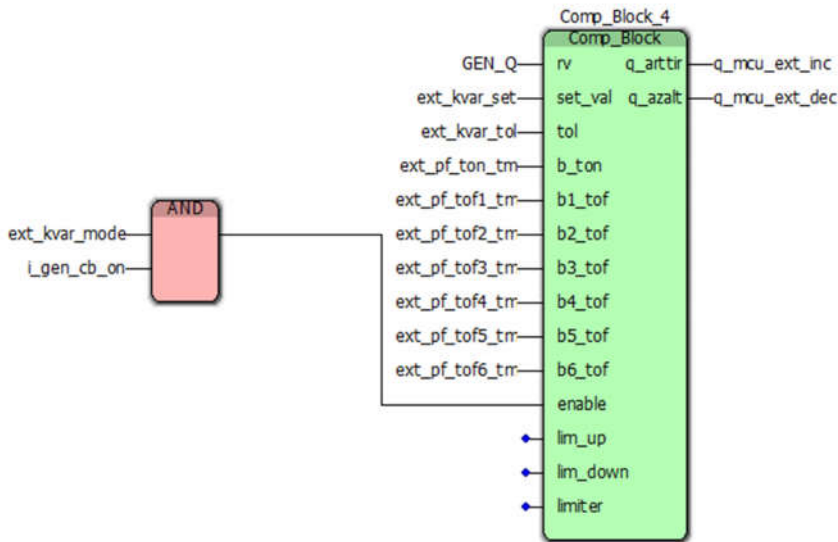 Comp_Block_4
Comp_Block
GEN_Q rv q_arttir q_mcu_ext_inc
ext_kvar_set set_val q_azalt q_mcu_ext_dec
ext_kvar_tol tol
ext_pf_ton_tm b_ton
ext_pf_tof1_tm b1_tof
ext_pf_tof2_tm b2_tof
ext_pf_tof3_tm b3_tof
ext_pf_tof4_tm b4_tof
ext_pf_tof5_tm b5_tof
ext_pf_tof6_tm b6_tof
enable
lim_up
lim_down
limiter
AND
ext_kvar_mode
i_gen_cb_on